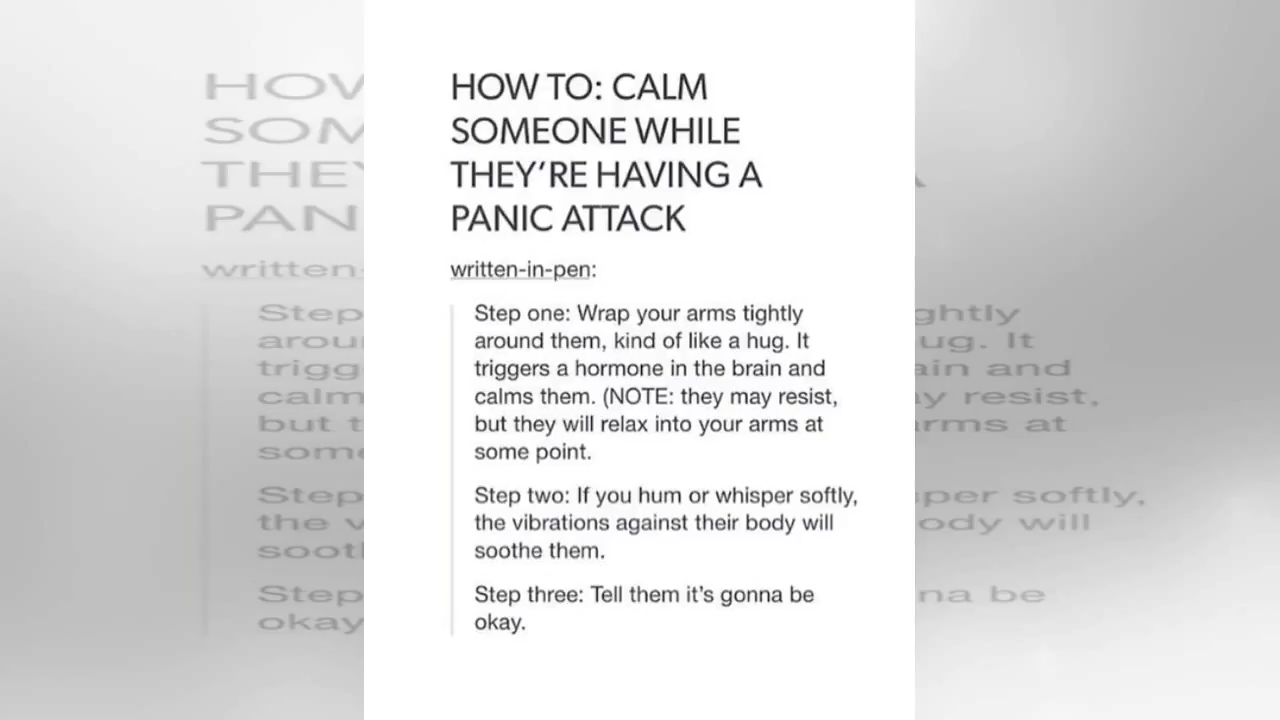 HOW TO: CALM
SOMEONE WHILE
THEY'RE HAVING A
PANIC ATTACK
written-in-pen:
Step one: Wrap your arms tightly
around them, kind of like a hug. It
triggers a hormone in the brain and
calms them. (NOTE: they may resist,
but they will relax into your arms at
some point.
Step two: If you hum or whisper softly,
the vibrations against their body will
soothe them.
Step three: Tell them it's gonna be
okay.